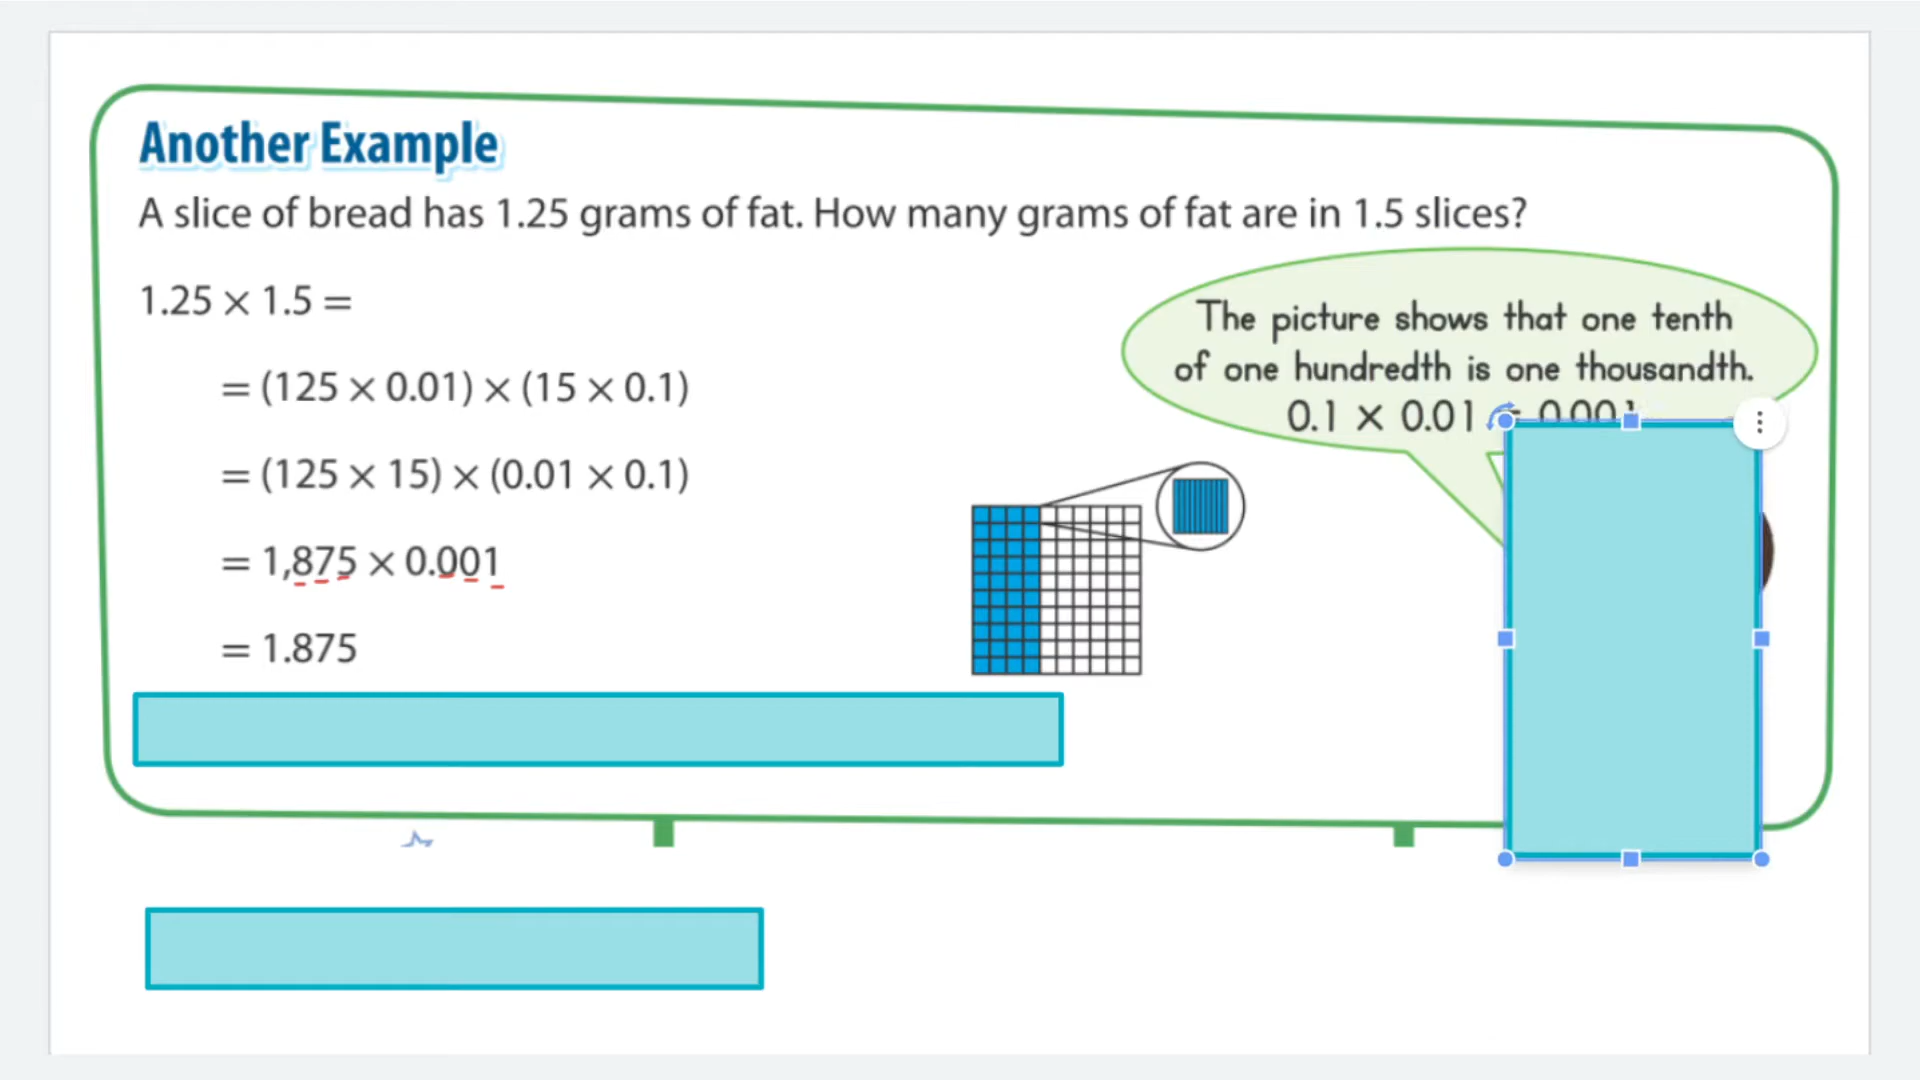 Another Example
A slice of bread has 1.25 grams of fat. How many grams of fat are in 1.5 slices?
1.25 × 1.5 =
= (125 × 0.01) × (15 × 0.1)
= (125 × 15) × (0.01 × 0.1)
= 1,875 × 0.001
= 1.875
The picture shows that one tenth
of one hundredth is one thousandth.
0.1 × 0.01 = 0.001